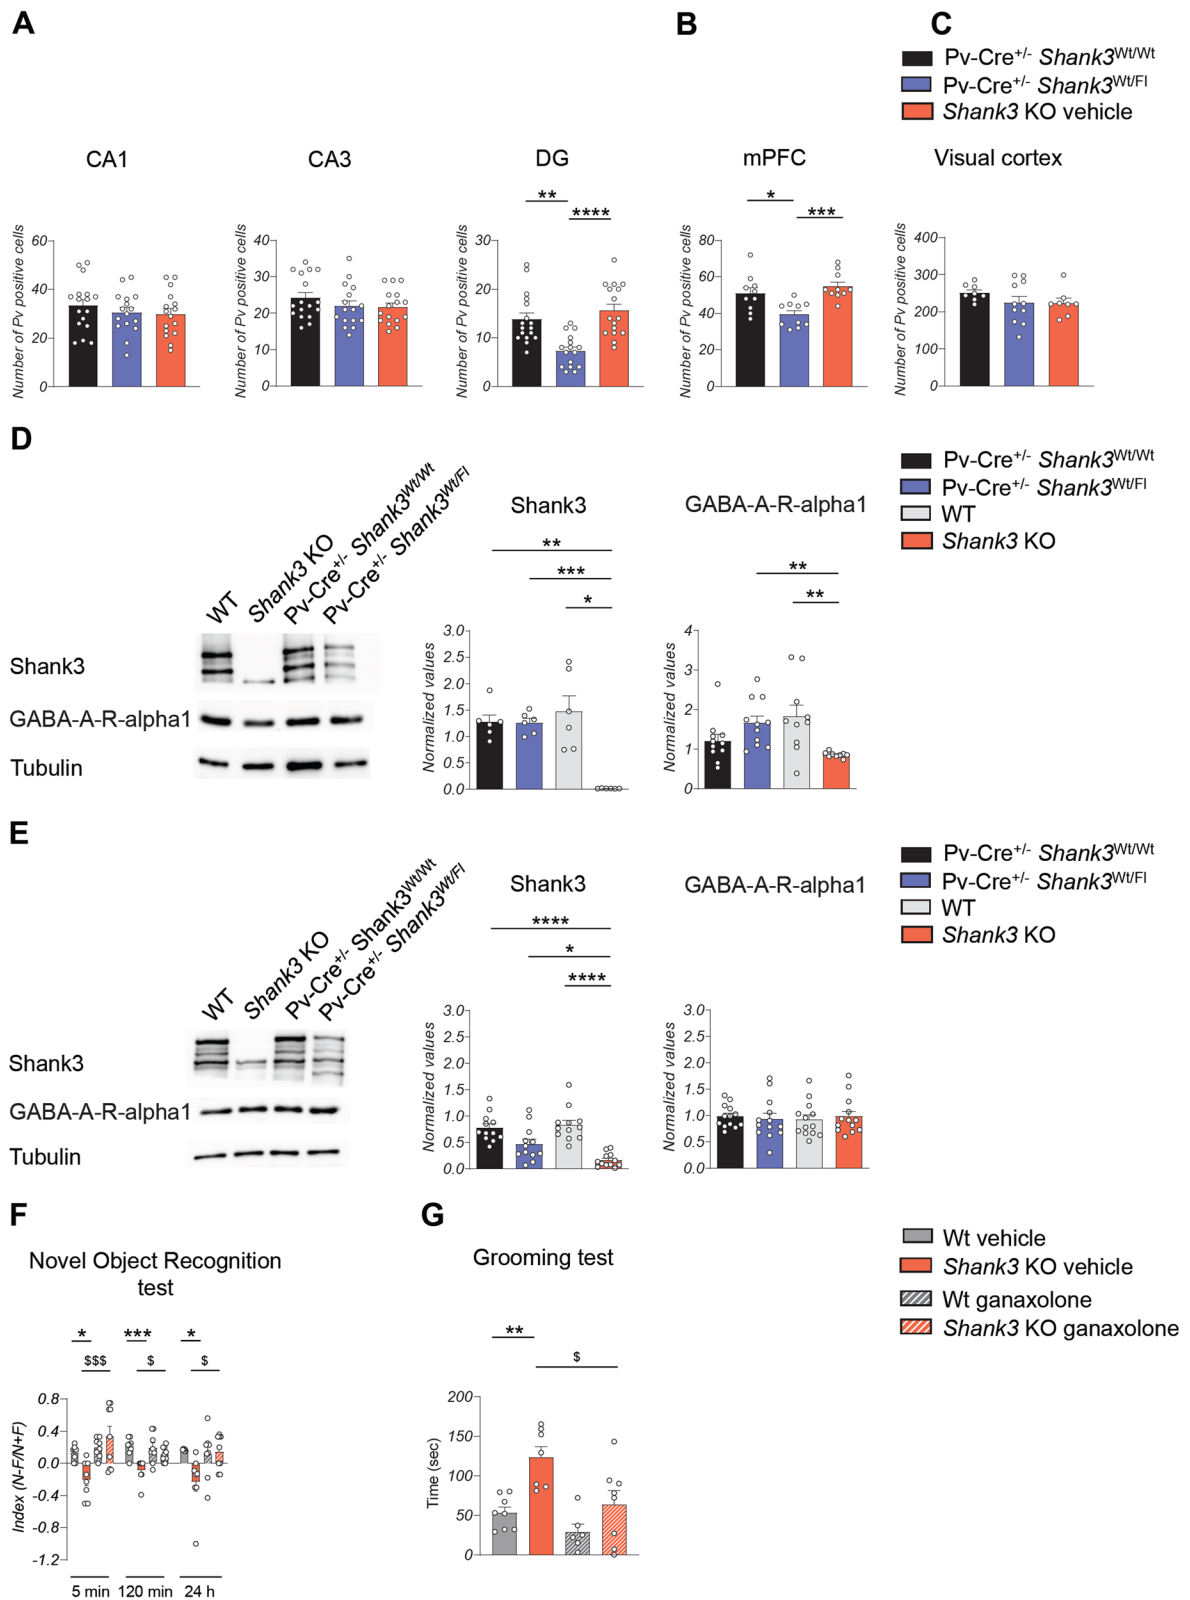 A
B
C
Pv-Cre+/- Shank3Wt/Wt
Pv-Cre+/- Shank3Wt/Fl
Shank3 KO vehicle
CA1
CA3
DG
mPFC
Visual cortex
** ****
* ***
Number of Pv positive cells
60
40
20
0
Number of Pv positive cells
40
30
20
10
0
Number of Pv positive cells
30
20
10
0
Number of Pv positive cells
80
60
40
20
0
Number of Pv positive cells
400
300
200
100
0
D
WT
Shank3 KO
Pv-Cre+/- Shank3Wt/Wt
Pv-Cre+/- Shank3Wt/Fl
Shank3
GABA-A-R-alpha1
Tubulin
Shank3
**
***
*
Normalized values
3.0
2.5
2.0
1.5
1.0
0.5
0.0
GABA-A-R-alpha1
**
**
Normalized values
4
3
2
1
0
Pv-Cre+/- Shank3Wt/Wt
Pv-Cre+/- Shank3Wt/Fl
WT
Shank3 KO
E
WT
Shank3 KO
Pv-Cre+/- Shank3Wt/Wt
Pv-Cre+/- Shank3Wt/Fl
Shank3
GABA-A-R-alpha1
Tubulin
Shank3
****
*
****
Normalized values
3.0
2.5
2.0
1.5
1.0
0.5
0.0
GABA-A-R-alpha1
Normalized values
3.0
2.5
2.0
1.5
1.0
0.5
0.0
Pv-Cre+/- Shank3Wt/Wt
Pv-Cre+/- Shank3Wt/Fl
WT
Shank3 KO
F
Novel Object Recognition
test
* *** *
$$$ $ $
Index (N-F/N+F)
0.8
0.4
0.0
-0.4
-0.8
-1.2
5 min 120 min 24 h
G
Grooming test
**
$
Time (sec)
200
150
100
50
0
Wt vehicle
Shank3 KO vehicle
Wt ganaxolone
Shank3 KO ganaxolone